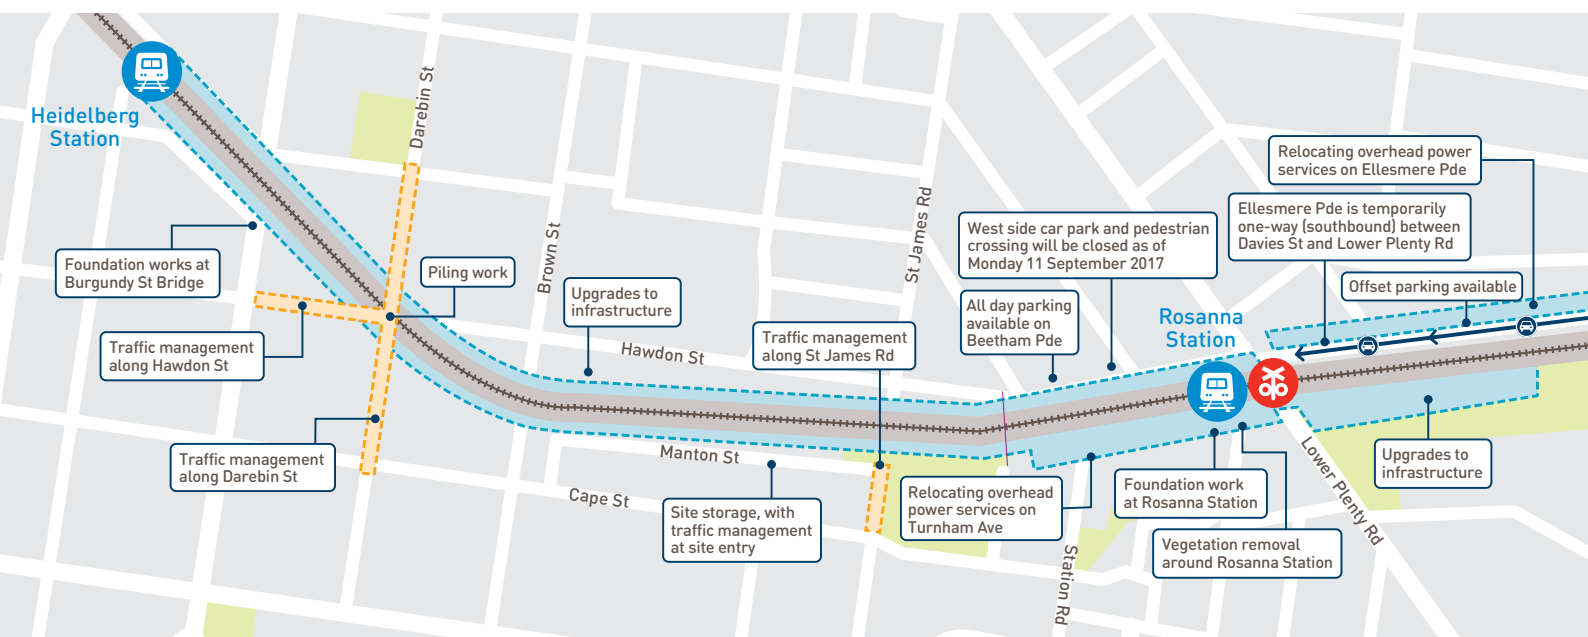 Heidelberg
Station
Darebin St
Brown St
St James Rd
Foundation works at
Burgundy St Bridge
Piling work
Traffic management
along Hawdon St
Traffic management
along Darebin St
Upgrades to
infrastructure
Hawdon St
Manton St
Cape St
Traffic management
along St James Rd
Site storage, with
traffic management
at site entry
West side car park and pedestrian
crossing will be closed as of
Monday 11 September 2017
All day parking
available on
Beetham Pde
Relocating overhead power
services on Ellesmere Pde
Ellesmere Pde is temporarily
one-way (southbound) between
Davies St and Lower Plenty Rd
Offset parking available
Rosanna
Station
Relocating overhead
power services on
Turnham Ave
Foundation work
at Rosanna Station
Vegetation removal
around Rosanna Station
Upgrades to
infrastructure
Lower Plenty Rd
Station Rd